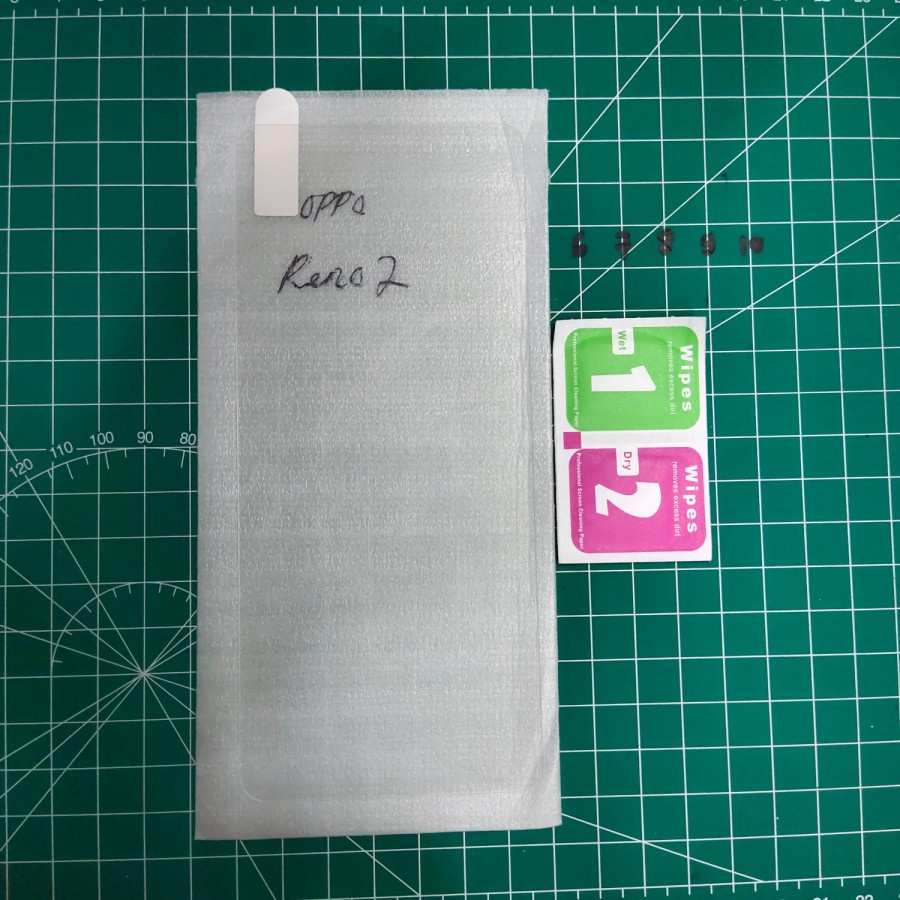 OPPO
Reno 2
6 7 8 9 10
Wet
1
Wipes
removes excess dirt
Professional Screen Cleaning Paper
Dry
2
Wipes
removes excess dirt
Professional Screen Cleaning Paper
120 110 100 90 80